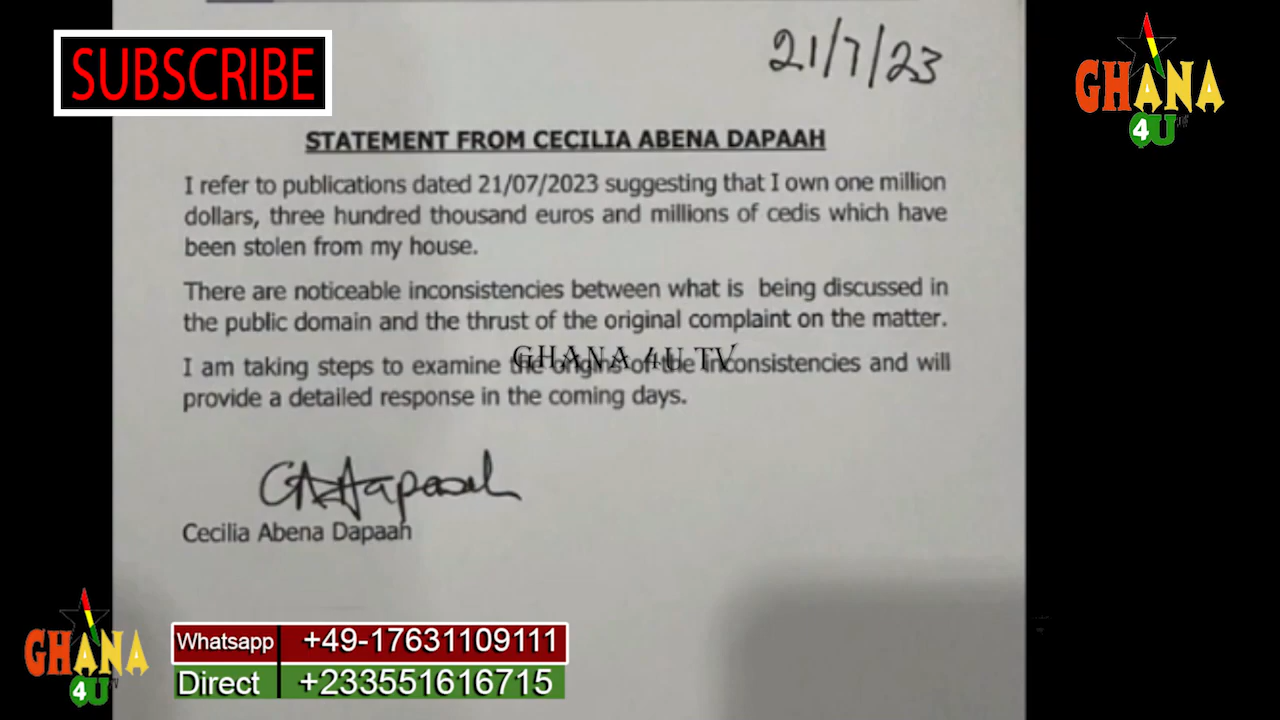 SUBSCRIBE
21/7/23
GHANA
4U
STATEMENT FROM CECILIA ABENA DAPAAH
I refer to publications dated 21/07/2023 suggesting that I own one million
dollars, three hundred thousand euros and millions of cedis which have
been stolen from my house.
There are noticeable inconsistencies between what is being discussed in
the public domain and the thrust of the original complaint on the matter.
GHANA 4U TV
I am taking steps to examine the origins of the inconsistencies and will
provide a detailed response in the coming days.
Cecilia Abena Dapaah
GHANA
4U
Whatsapp +49-17631109111
Direct +233551616715